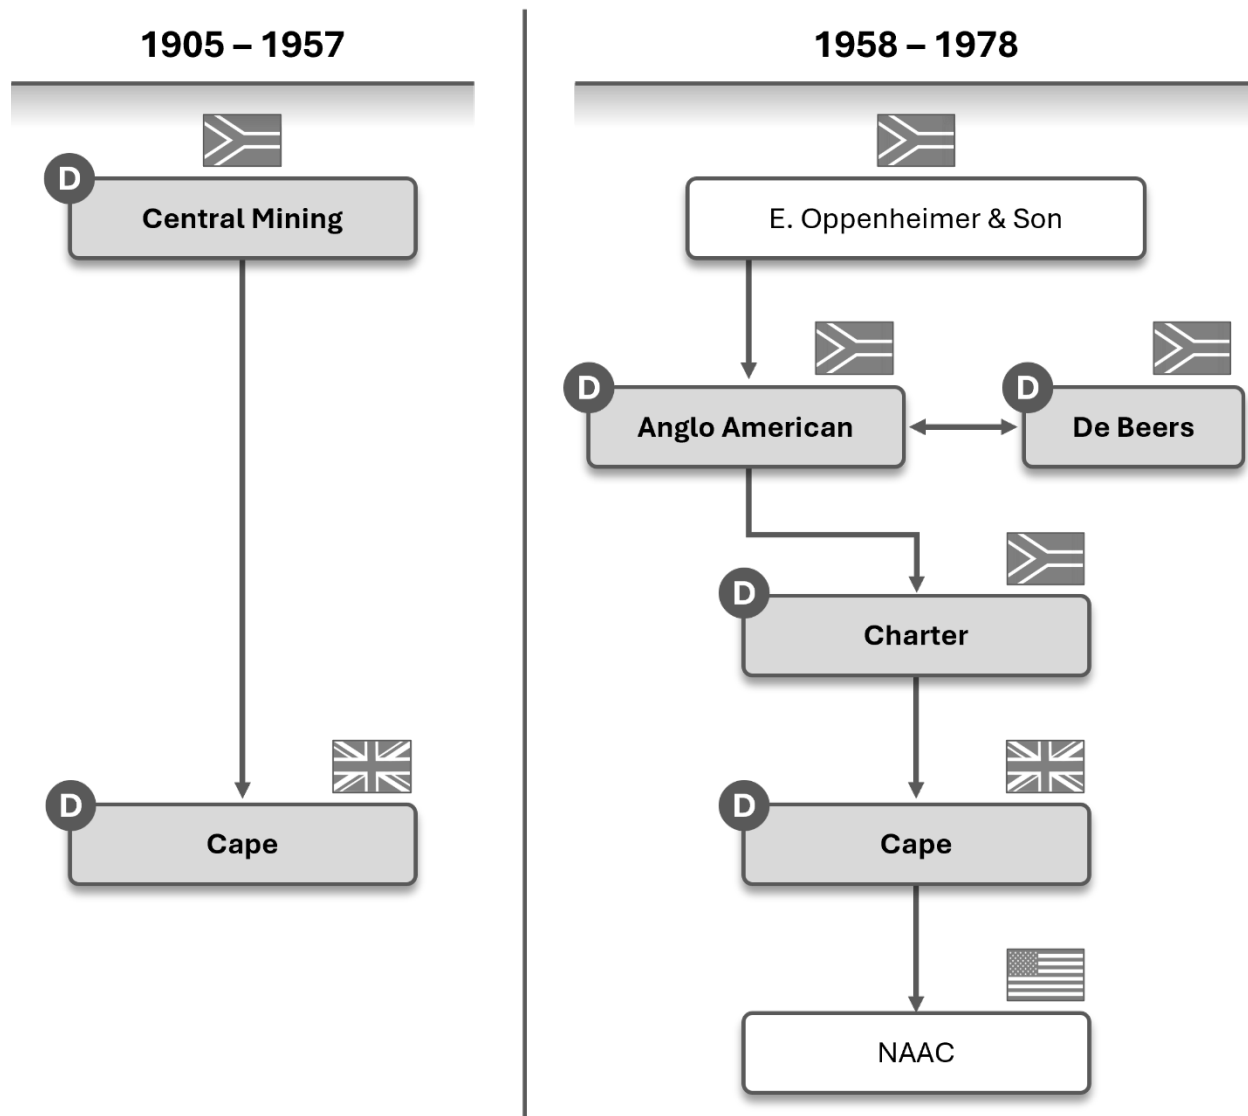 1905 – 1957
D
Central Mining
D
Cape
1958 – 1978
E. Oppenheimer & Son
D
Anglo American
D
De Beers
D
Charter
D
Cape
NAAC